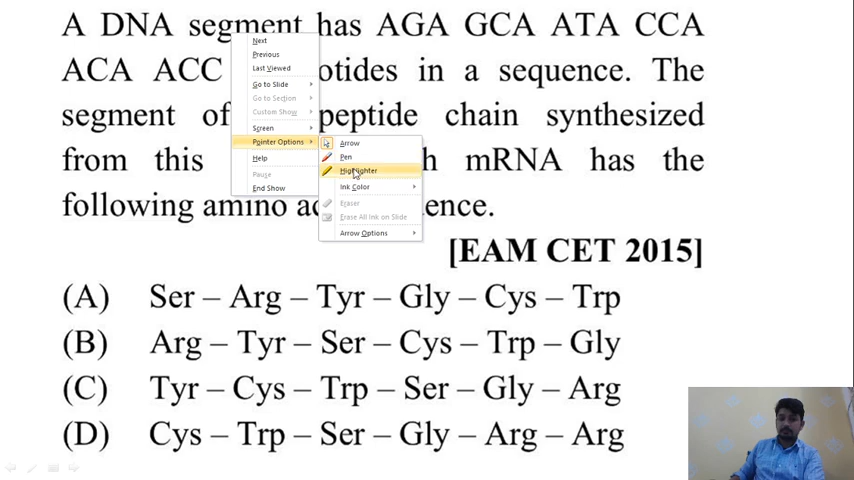 A DNA segment has AGA GCA ATA CCA
ACA ACC otides in a sequence. The
segment of peptide chain synthesized
from this mRNA has the
following amino ence.
[EAM CET 2015]
(A) Ser – Arg – Tyr – Gly – Cys – Trp
(B) Arg – Tyr – Ser – Cys – Trp – Gly
(C) Tyr – Cys – Trp – Ser – Gly – Arg
(D) Cys – Trp – Ser – Gly – Arg – Arg
Next
Previous
Last Viewed
Go to Slide
Go to Section
Custom Show
Screen
Pointer Options
Help
Pause
End Show
Arrow
Pen
Highlighter
Ink Color
Eraser
Erase All Ink on Slide
Arrow Options